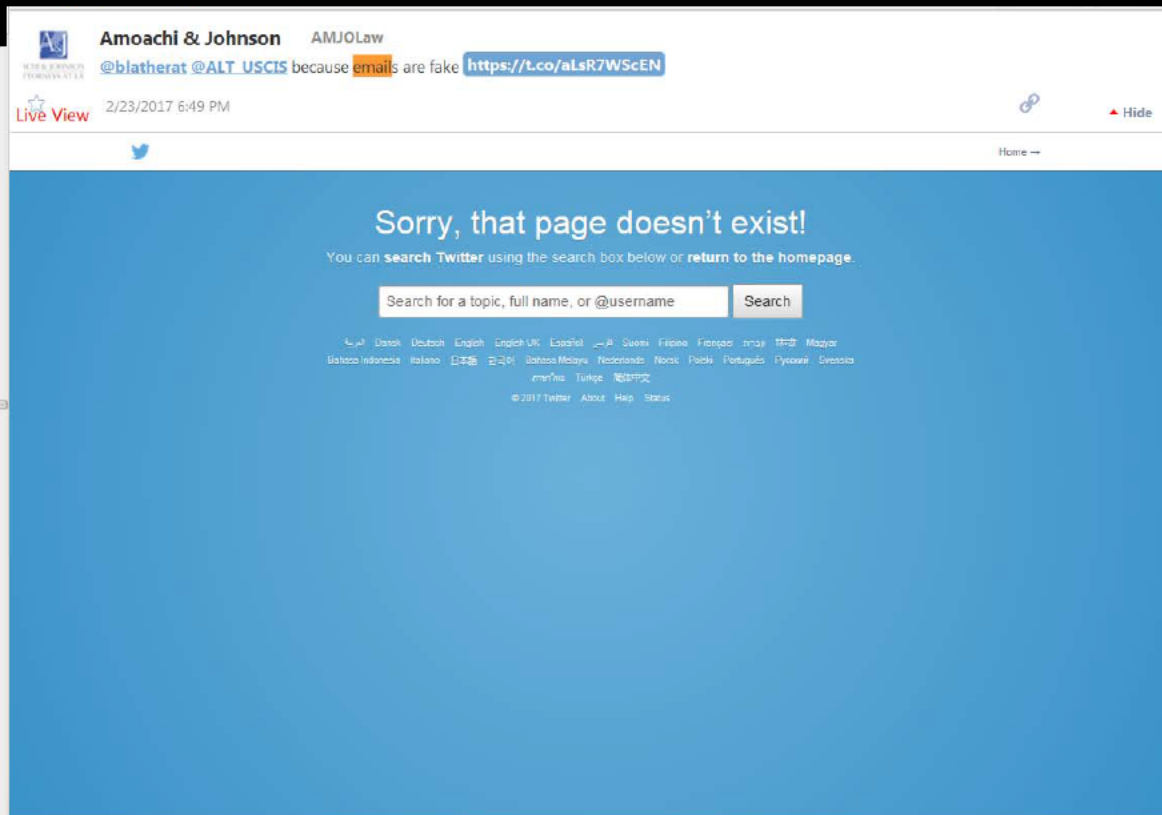 Amoachi & Johnson AMJOLaw
@blatherat @ALT_USCIS because emails are fake https://t.co/aLsR7WScEN
2/23/2017 6:49 PM
Live View
Hide
Home →
Sorry, that page doesn't exist!
You can search Twitter using the search box below or return to the homepage.
Search for a topic, full name, or @username Search
Dansk Deutsch English English UK Español Suomi Filipino Français Magyar
Bahasa Indonesia Italiano 日本語 한국어 Bahasa Melayu Nederlands Norsk Polski Português Русский Svenska
Türkçe 简体中文
© 2017 Twitter About Help Status